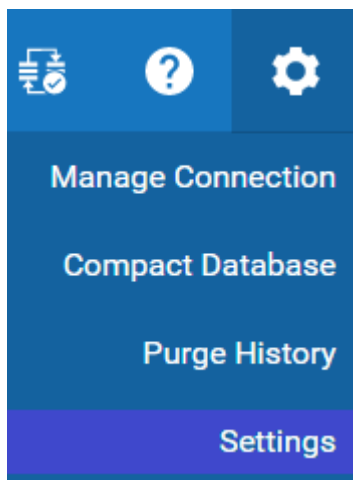 Manage Connection
Compact Database
Purge History
Settings